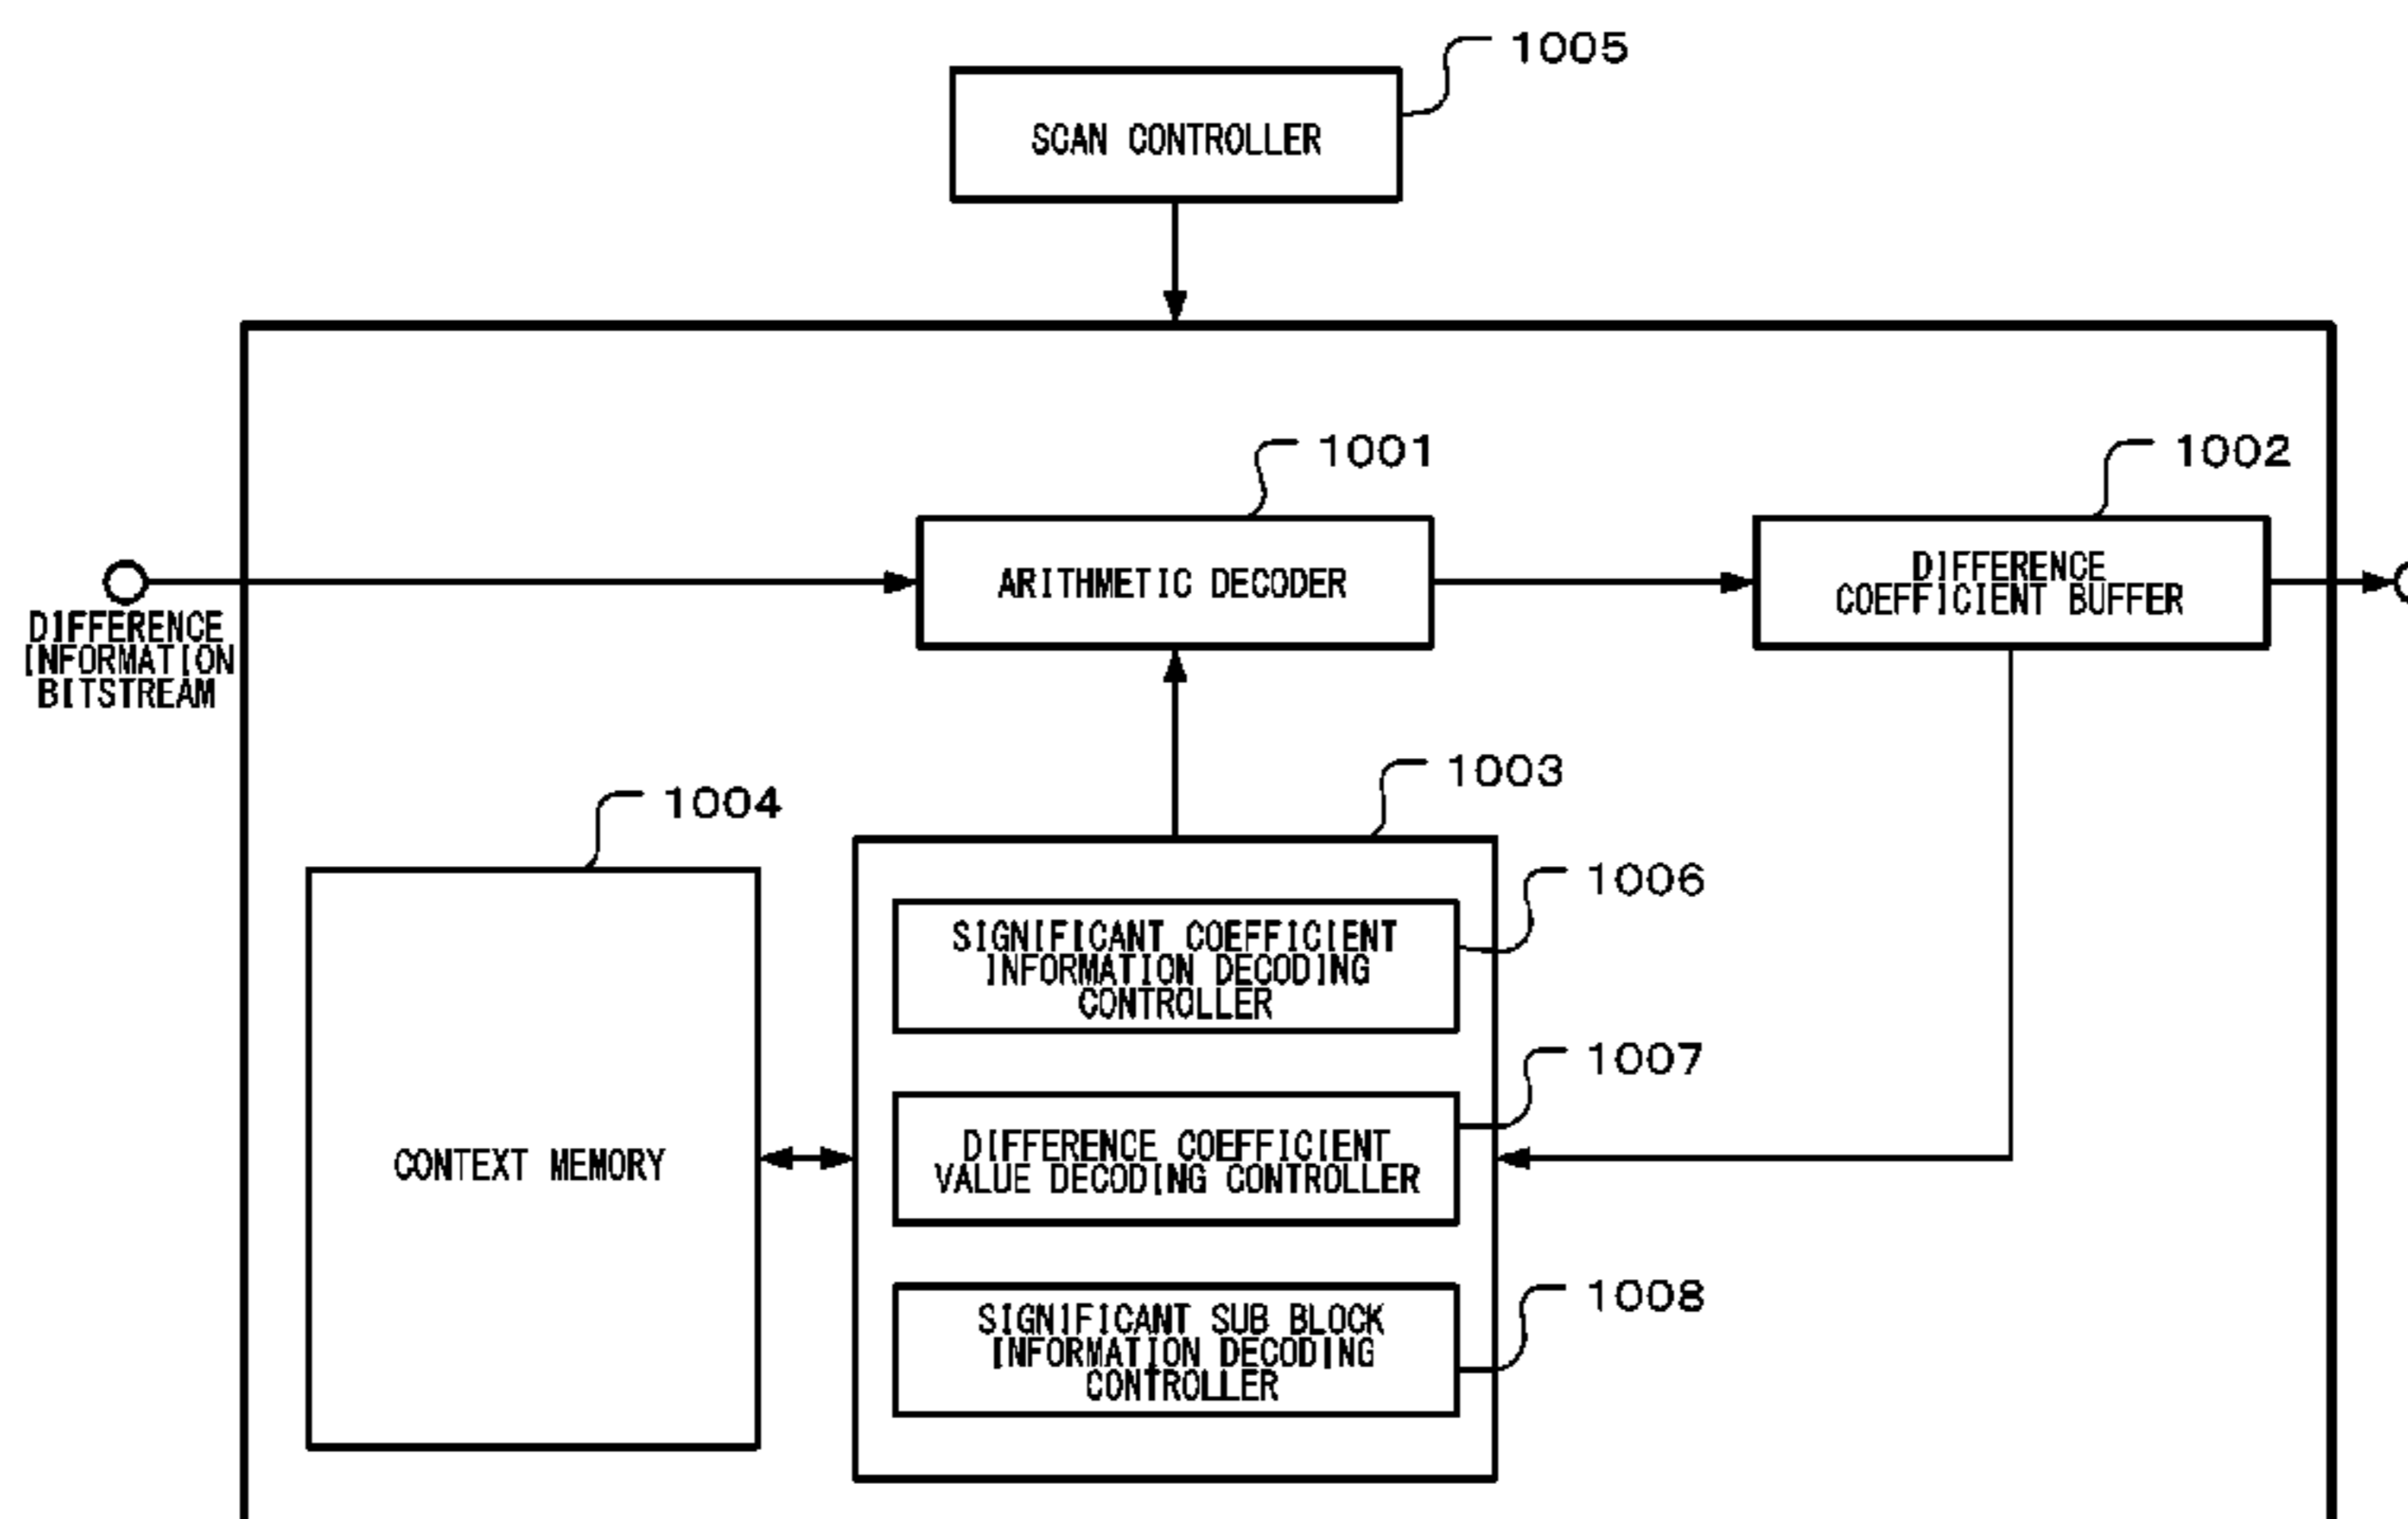 1005
SCAN CONTROLLER
1001
1002
ARITHMETIC DECODER
DIFFERENCE
COEFFICIENT BUFFER
DIFFERENCE
INFORMATION
BITSTREAM
1003
1004
1006
SIGNIFICANT COEFFICIENT
INFORMATION DECODING
CONTROLLER
1007
CONTEXT MEMORY
DIFFERENCE COEFFICIENT
VALUE DECODING CONTROLLER
1008
SIGNIFICANT SUB BLOCK
INFORMATION DECODING
CONTROLLER